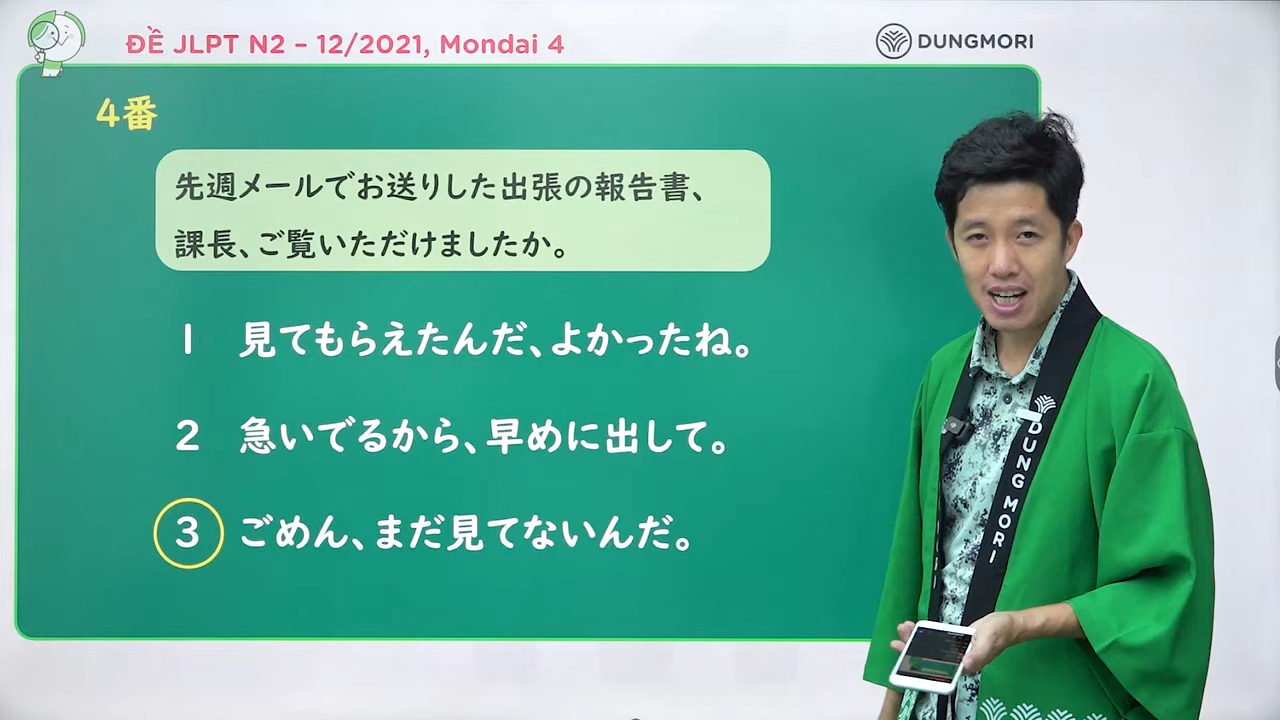 ĐỀ JLPT N2 – 12/2021, Mondai 4
DUNGMORI
4番
先週メールでお送りした出張の報告書、
課長、ご覧いただけましたか。
1 見てもらえたんだ、よかったね。
2 急いでるから、早めに出して。
3 ごめん、まだ見てないんだ。
DUNG MORI